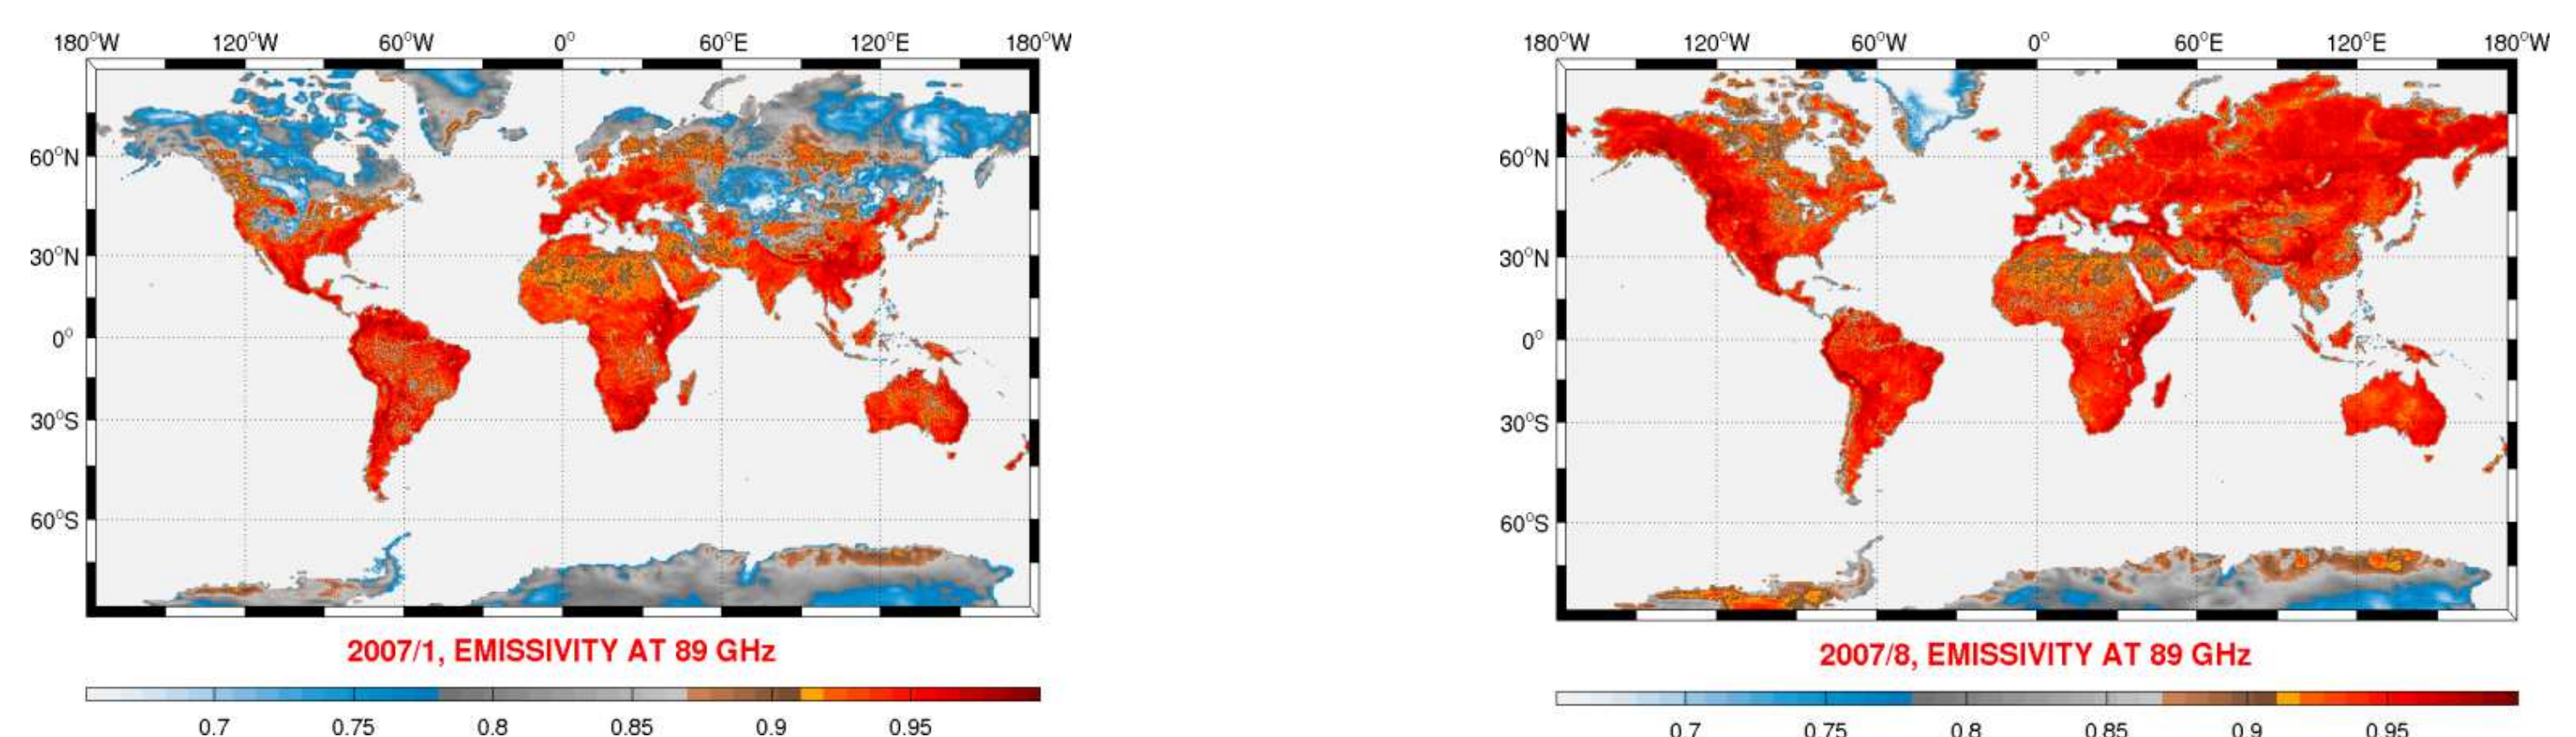 180°W 120°W 60°W 0° 60°E 120°E 180°W
60°N
30°N
0°
30°S
60°S
2007/1, EMISSIVITY AT 89 GHz
0.7 0.75 0.8 0.85 0.9 0.95
180°W 120°W 60°W 0° 60°E 120°E 180°W
60°N
30°N
0°
30°S
60°S
2007/8, EMISSIVITY AT 89 GHz
0.7 0.75 0.8 0.85 0.9 0.95